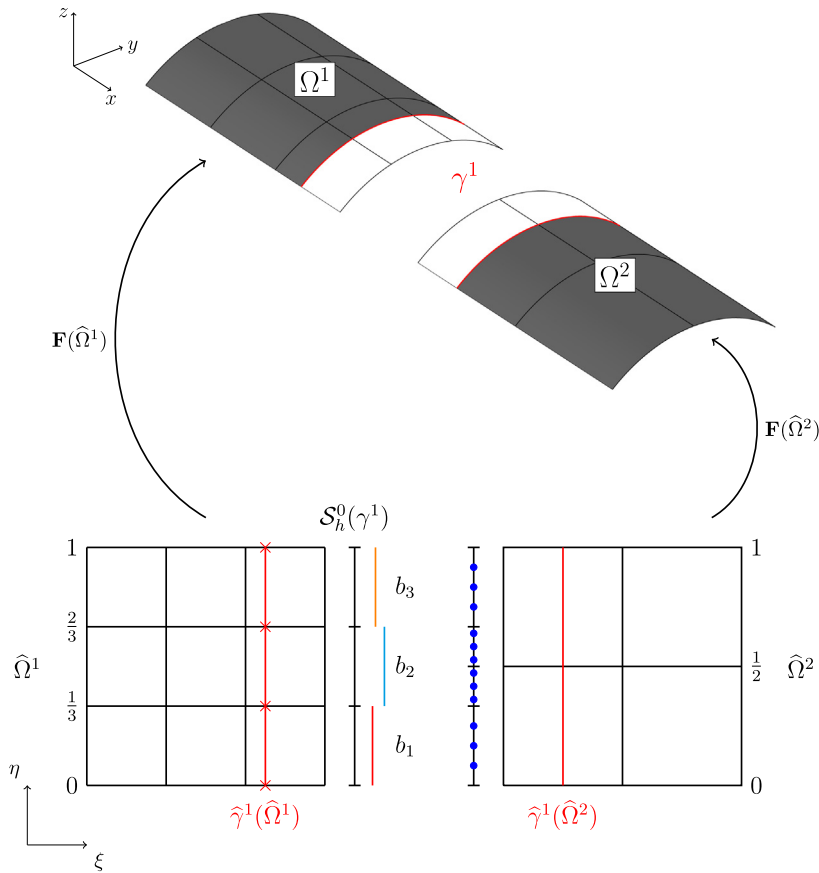 z
y
x
Ω¹
γ¹
Ω²
F(Ω̂¹)
F(Ω̂²)
𝒮ₕ⁰(γ¹)
1
b₃
1
2/3
Ω̂¹
b₂
1/2
Ω̂²
1/3
b₁
0
0
η
γ̂¹(Ω̂¹)
γ̂¹(Ω̂²)
ξ